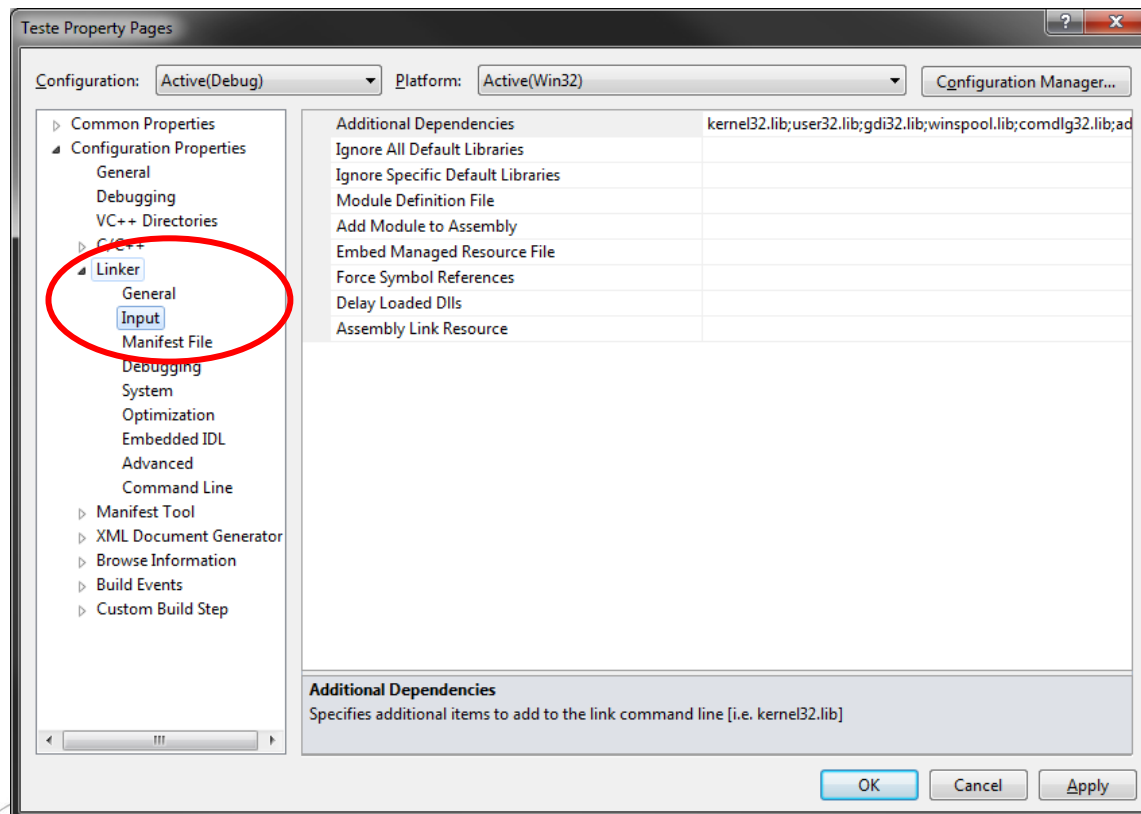 Teste Property Pages
Configuration: Active(Debug) Platform: Active(Win32) Configuration Manager...
Common Properties
Configuration Properties
General
Debugging
VC++ Directories
C/C++
Linker
General
Input
Manifest File
Debugging
System
Optimization
Embedded IDL
Advanced
Command Line
Manifest Tool
XML Document Generator
Browse Information
Build Events
Custom Build Step
Additional Dependencies kernel32.lib;user32.lib;gdi32.lib;winspool.lib;comdlg32.lib;ad
Ignore All Default Libraries
Ignore Specific Default Libraries
Module Definition File
Add Module to Assembly
Embed Managed Resource File
Force Symbol References
Delay Loaded Dlls
Assembly Link Resource
Additional Dependencies
Specifies additional items to add to the link command line [i.e. kernel32.lib]
OK Cancel Apply